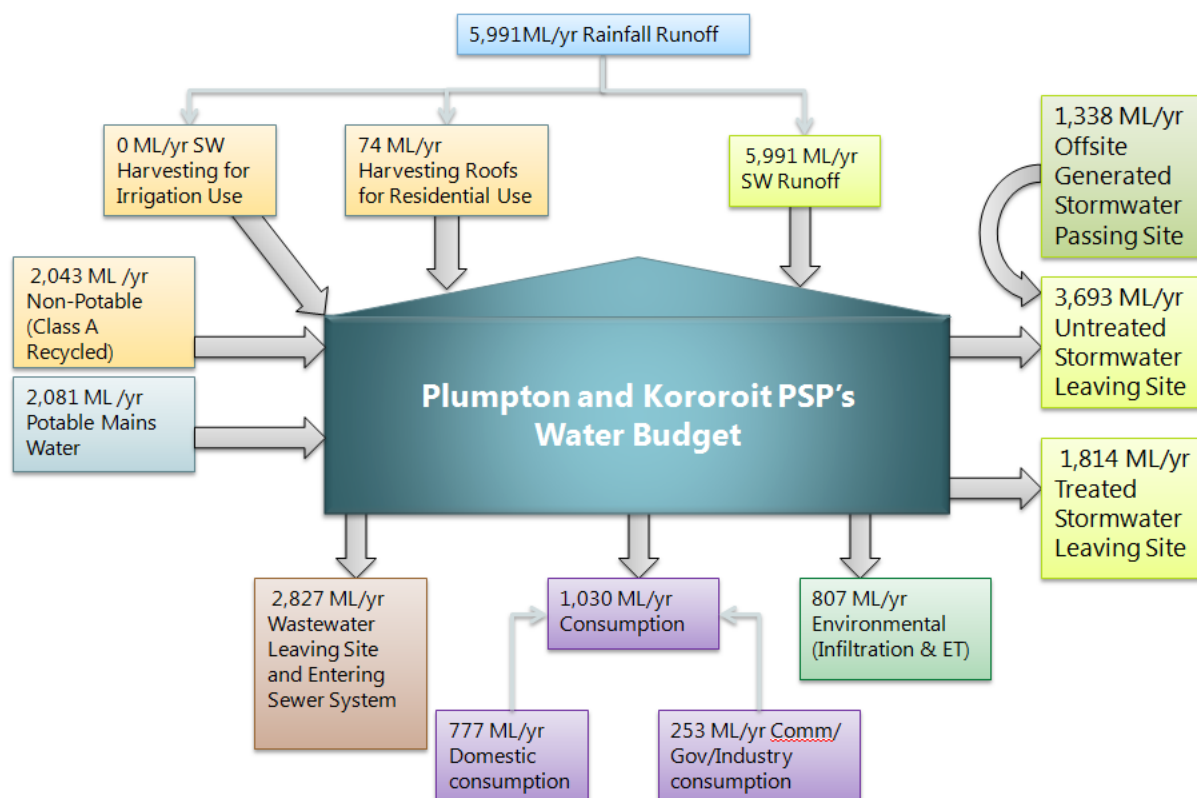 5,991ML/yr Rainfall Runoff
0 ML/yr SW
Harvesting for
Irrigation Use
74 ML/yr
Harvesting Roofs
for Residential Use
5,991 ML/yr
SW Runoff
1,338 ML/yr
Offsite
Generated
Stormwater
Passing Site
2,043 ML /yr
Non-Potable
(Class A
Recycled)
2,081 ML /yr
Potable Mains
Water
Plumpton and Kororoit PSP's
Water Budget
3,693 ML/yr
Untreated
Stormwater
Leaving Site
1,814 ML/yr
Treated
Stormwater
Leaving Site
2,827 ML/yr
Wastewater
Leaving Site
and Entering
Sewer System
1,030 ML/yr
Consumption
807 ML/yr
Environmental
(Infiltration & ET)
777 ML/yr
Domestic
consumption
253 ML/yr Comm/
Gov/Industry
consumption